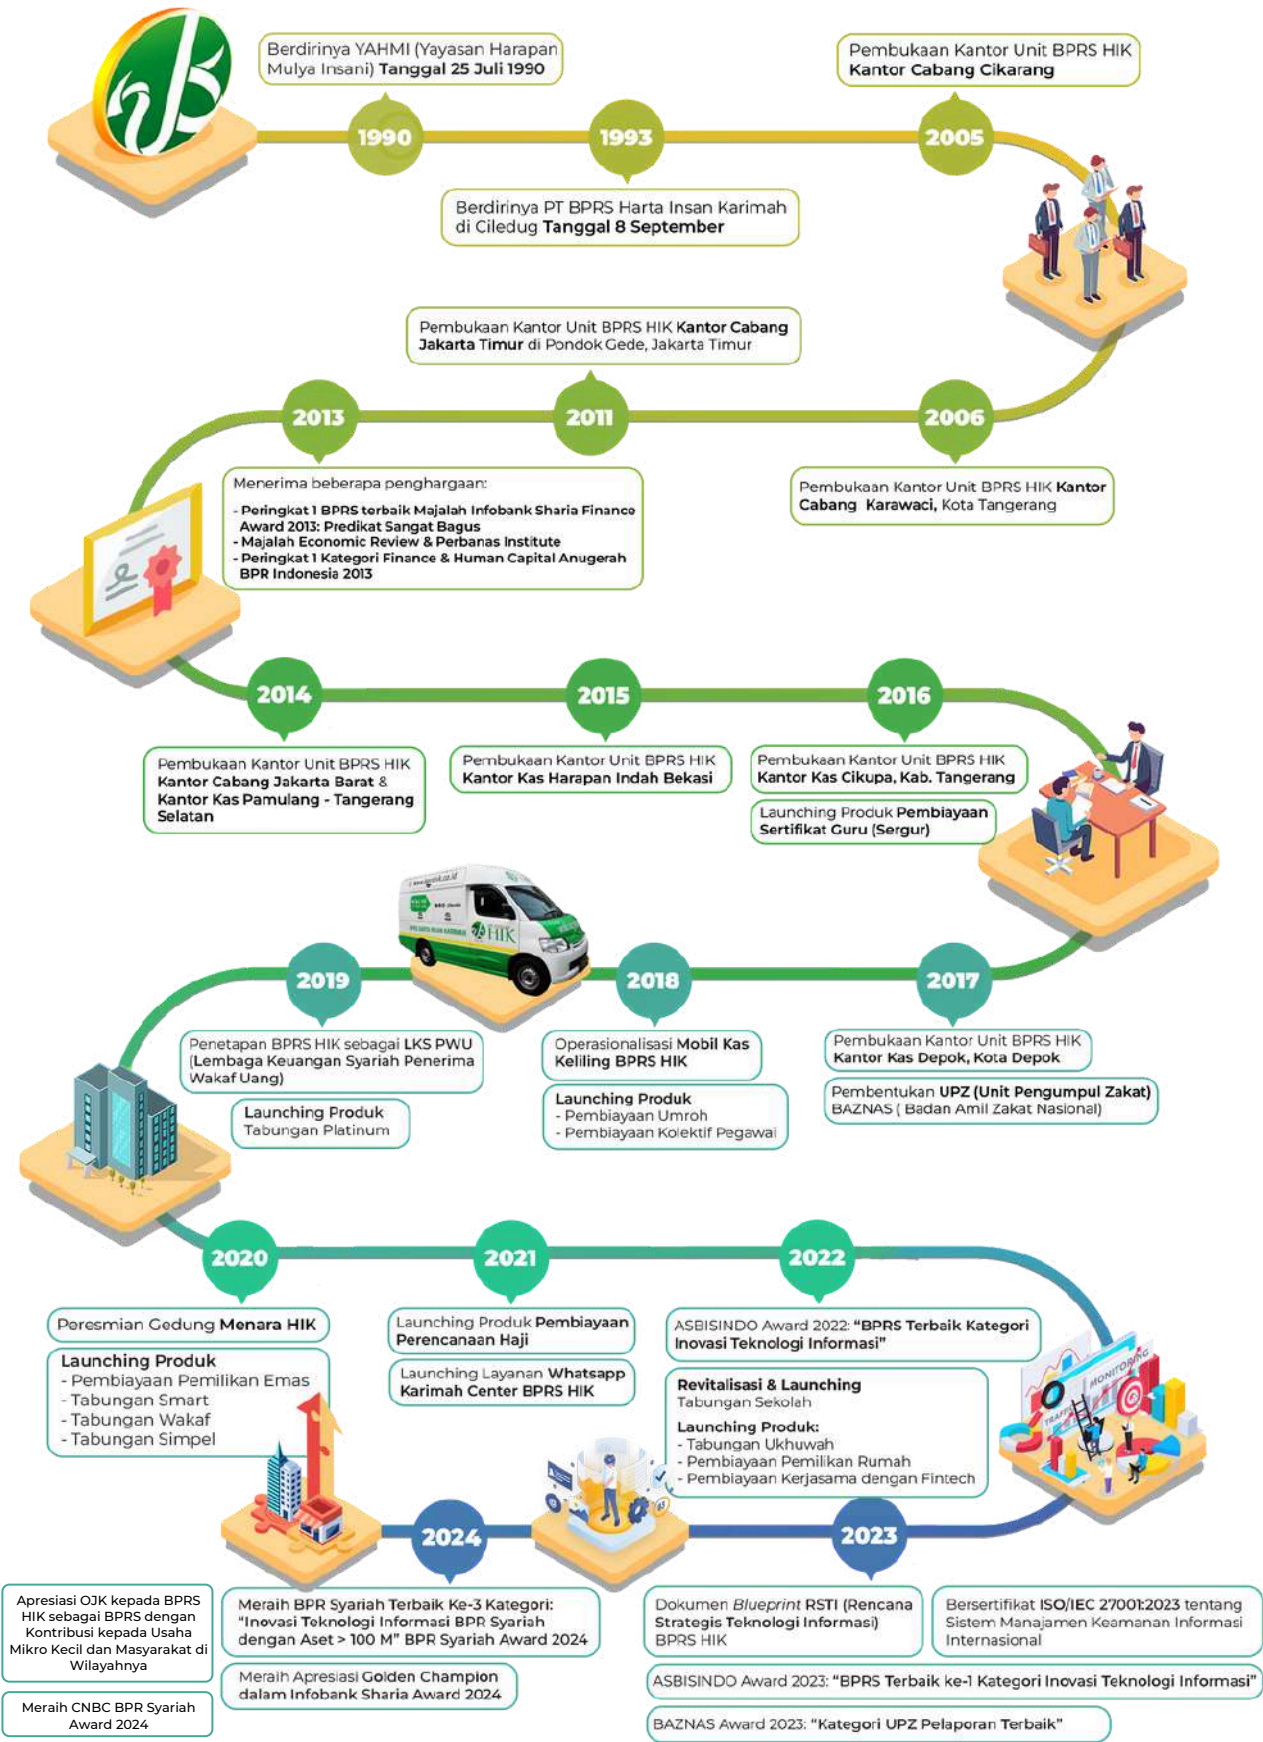 Berdirinya YAHMI (Yayasan Harapan
Mulya Insani) Tanggal 25 Juli 1990
Pembukaan Kantor Unit BPRS HIK
Kantor Cabang Cikarang
1990
1993
2005
Berdirinya PT BPRS Harta Insan Karimah
di Ciledug Tanggal 8 September
Pembukaan Kantor Unit BPRS HIK Kantor Cabang
Jakarta Timur di Pondok Gede, Jakarta Timur
2013
2011
2006
Menerima beberapa penghargaan:
- Peringkat 1 BPRS terbaik Majalah Infobank Sharia Finance
Award 2013: Predikat Sangat Bagus
- Majalah Economic Review & Perbanas Institute
- Peringkat 1 Kategori Finance & Human Capital Anugerah
BPR Indonesia 2013
Pembukaan Kantor Unit BPRS HIK Kantor
Cabang Karawaci, Kota Tangerang
2014
2015
2016
Pembukaan Kantor Unit BPRS HIK
Kantor Cabang Jakarta Barat &
Kantor Kas Pamulang - Tangerang
Selatan
Pembukaan Kantor Unit BPRS HIK
Kantor Kas Harapan Indah Bekasi
Pembukaan Kantor Unit BPRS HIK
Kantor Kas Cikupa, Kab. Tangerang
Launching Produk Pembiayaan
Sertifikat Guru (Sergur)
HIK
2019
2018
2017
Penetapan BPRS HIK sebagai LKS PWU
(Lembaga Keuangan Syariah Penerima
Wakaf Uang)
Launching Produk
Tabungan Platinum
Operasionalisasi Mobil Kas
Keliling BPRS HIK
Launching Produk
- Pembiayaan Umroh
- Pembiayaan Kolektif Pegawai
Pembukaan Kantor Unit BPRS HIK
Kantor Kas Depok, Kota Depok
Pembentukan UPZ (Unit Pengumpul Zakat)
BAZNAS ( Badan Amil Zakat Nasional)
2020
2021
2022
Peresmian Gedung Menara HIK
Launching Produk
- Pembiayaan Pemilikan Emas
- Tabungan Smart
- Tabungan Wakaf
- Tabungan Simpel
Launching Produk Pembiayaan
Perencanaan Haji
Launching Layanan Whatsapp
Karimah Center BPRS HIK
ASBISINDO Award 2022: “BPRS Terbaik Kategori
Inovasi Teknologi Informasi”
Revitalisasi & Launching
Tabungan Sekolah
Launching Produk:
- Tabungan Ukhuwah
- Pembiayaan Pemilikan Rumah
- Pembiayaan Kerjasama dengan Fintech
MONITORING
TRAFFIC
2024
2023
Apresiasi OJK kepada BPRS
HIK sebagai BPRS dengan
Kontribusi kepada Usaha
Mikro Kecil dan Masyarakat di
Wilayahnya
Meraih CNBC BPR Syariah
Award 2024
Meraih BPR Syariah Terbaik Ke-3 Kategori:
“Inovasi Teknologi Informasi BPR Syariah
dengan Aset > 100 M” BPR Syariah Award 2024
Meraih Apresiasi Golden Champion
dalam Infobank Sharia Award 2024
Dokumen Blueprint RSTI (Rencana
Strategis Teknologi Informasi)
BPRS HIK
Bersertifikat ISO/IEC 27001:2023 tentang
Sistem Manajemen Keamanan Informasi
Internasional
ASBISINDO Award 2023: “BPRS Terbaik ke-1 Kategori Inovasi Teknologi Informasi”
BAZNAS Award 2023: “Kategori UPZ Pelaporan Terbaik”